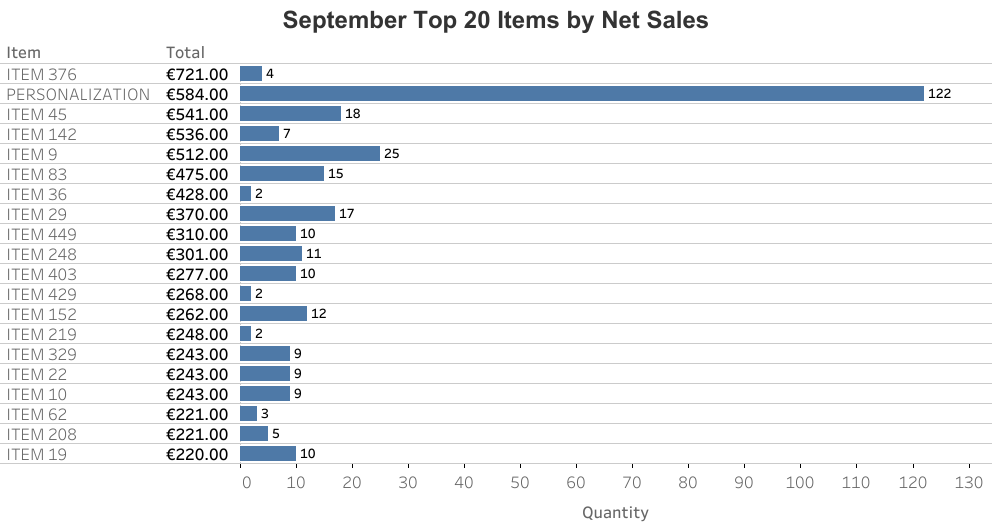 September Top 20 Items by Net Sales
Item Total
ITEM 376 €721.00 4
PERSONALIZATION €584.00 122
ITEM 45 €541.00 18
ITEM 142 €536.00 7
ITEM 9 €512.00 25
ITEM 83 €475.00 15
ITEM 36 €428.00 2
ITEM 29 €370.00 17
ITEM 449 €310.00 10
ITEM 248 €301.00 11
ITEM 403 €277.00 10
ITEM 429 €268.00 2
ITEM 152 €262.00 12
ITEM 219 €248.00 2
ITEM 329 €243.00 9
ITEM 22 €243.00 9
ITEM 10 €243.00 9
ITEM 62 €221.00 3
ITEM 208 €221.00 5
ITEM 19 €220.00 10
0 10 20 30 40 50 60 70 80 90 100 110 120 130
Quantity